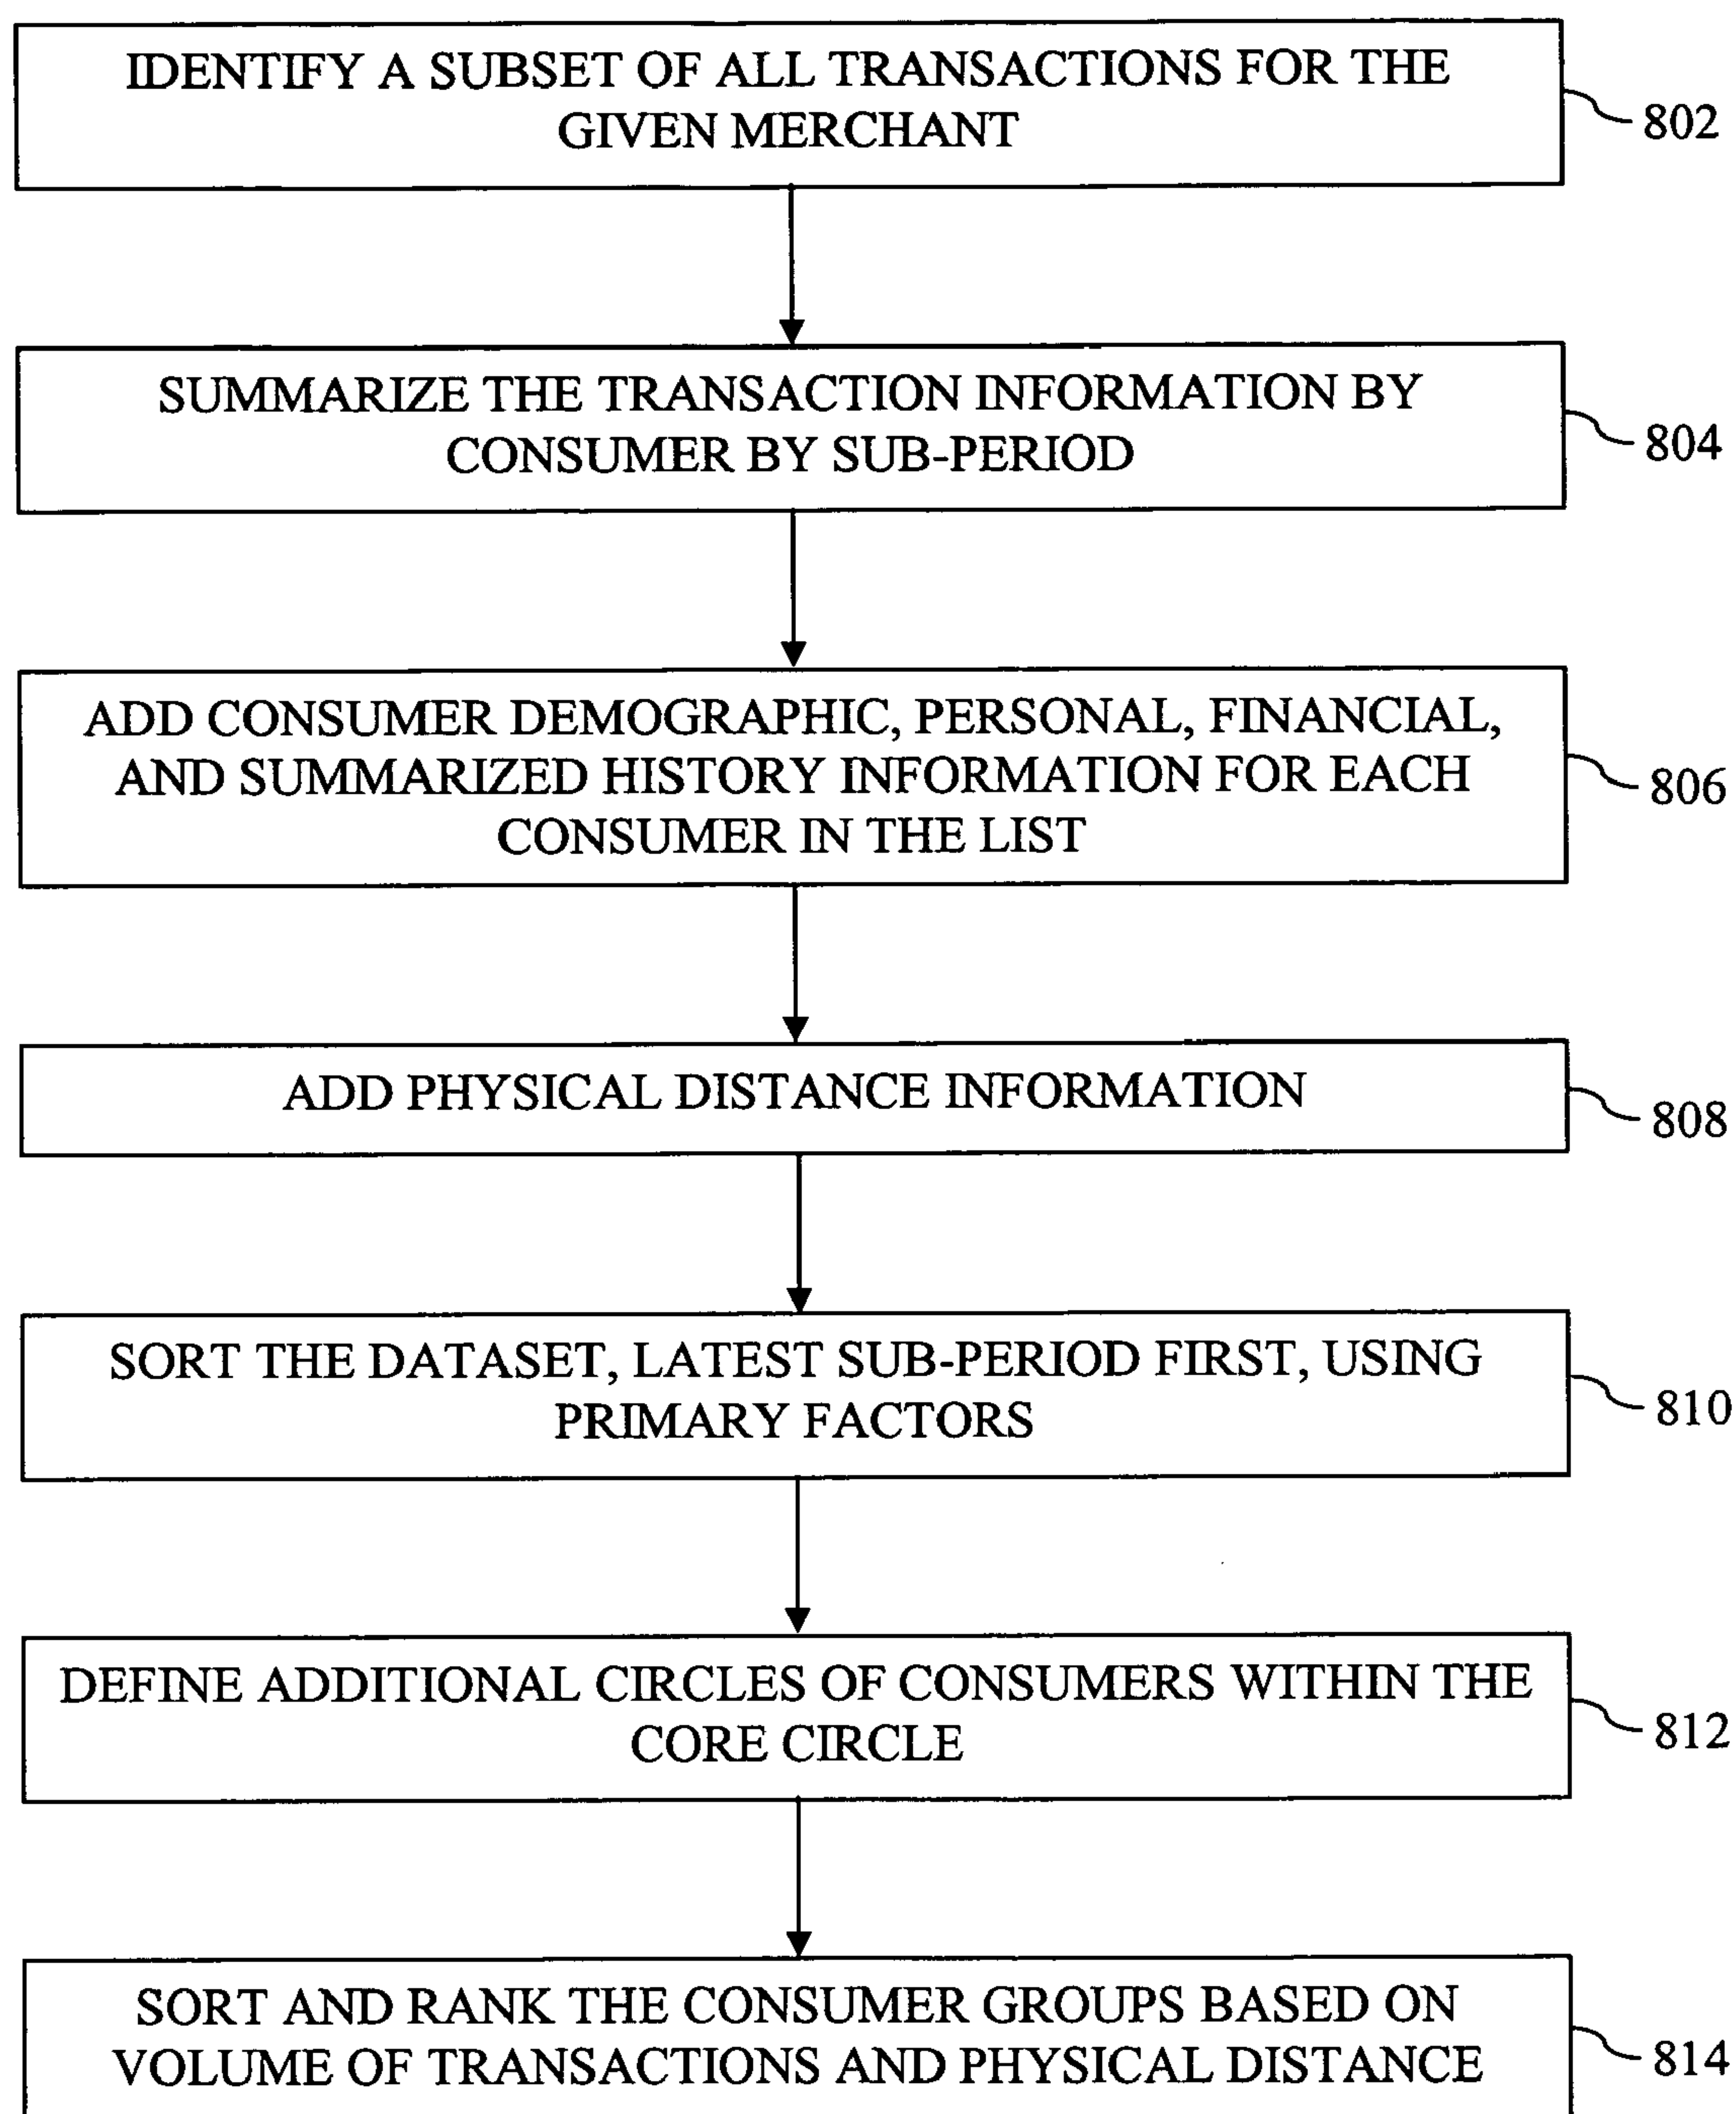 IDENTIFY A SUBSET OF ALL TRANSACTIONS FOR THE
GIVEN MERCHANT
802
SUMMARIZE THE TRANSACTION INFORMATION BY
CONSUMER BY SUB-PERIOD
804
ADD CONSUMER DEMOGRAPHIC, PERSONAL, FINANCIAL,
AND SUMMARIZED HISTORY INFORMATION FOR EACH
CONSUMER IN THE LIST
806
ADD PHYSICAL DISTANCE INFORMATION
808
SORT THE DATASET, LATEST SUB-PERIOD FIRST, USING
PRIMARY FACTORS
810
DEFINE ADDITIONAL CIRCLES OF CONSUMERS WITHIN THE
CORE CIRCLE
812
SORT AND RANK THE CONSUMER GROUPS BASED ON
VOLUME OF TRANSACTIONS AND PHYSICAL DISTANCE
814